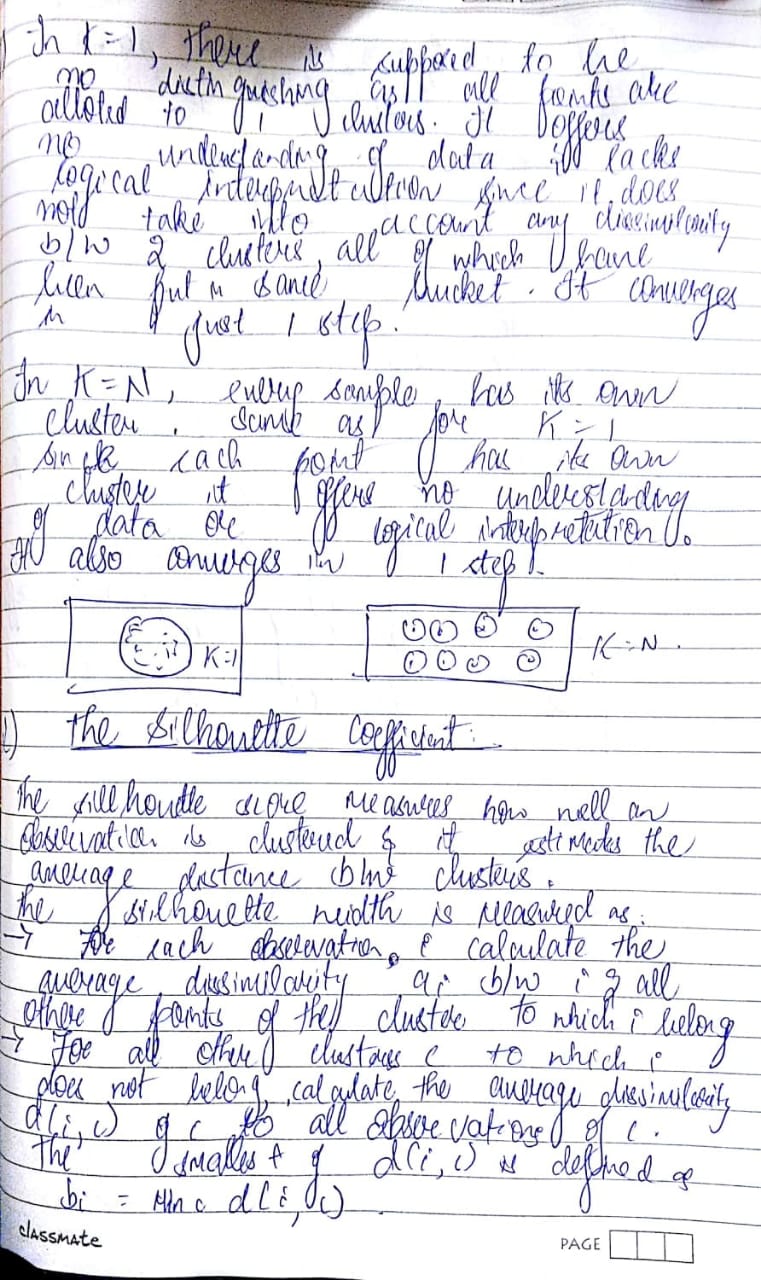 In K=1, there is supposed to be
no distinguishing as all points are
alloted to 1 clusters. It offers
no understanding of data lacks
logical interpretation since it does
not take into account any dissimilarity
b/w 2 clusters, all of which have
been put in same bucket. It converges
in just 1 step.
In K=N, every sample has its own
cluster. Same as for K=1
since each point has its own
cluster it offers no understanding
of data or logical interpretation.
It also converges in 1 step.
K=1
K=N.
The Silhouette Coefficient:
The sillhoutte score measures how well an
observation is clustered & it estimates the
average distance b/w clusters.
The silhouette width is measured as:
→ For each observation, i calculate the
average dissimilarity ai b/w i & all
other points of the cluster to which i belong
→ For all other clusters c to which i
does not belong, calculate the average dissimilarity
d(i, c) of c to all observations of c.
The smallest of d(i, c) is defined as
bi = Min c d(i, c)
classmate
PAGE